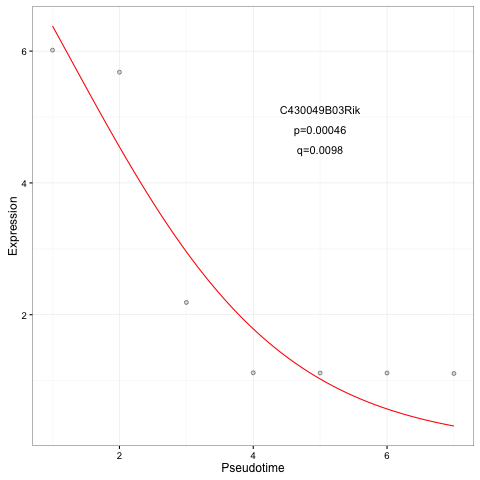 6
4
2
Expression
C430049B03Rik
p=0.00046
q=0.0098
2
4
6
Pseudotime